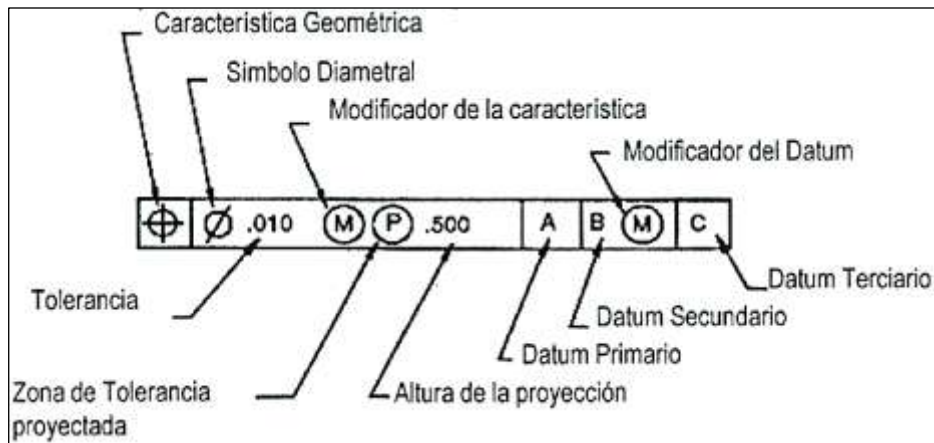 Característica Geométrica
Simbolo Diametral
Modificador de la característica
Modificador del Datum
⌖ Ø .010 Ⓜ Ⓟ .500 A B Ⓜ C
Tolerancia
Datum Terciario
Datum Secundario
Datum Primario
Zona de Tolerancia
proyectada
Altura de la proyección